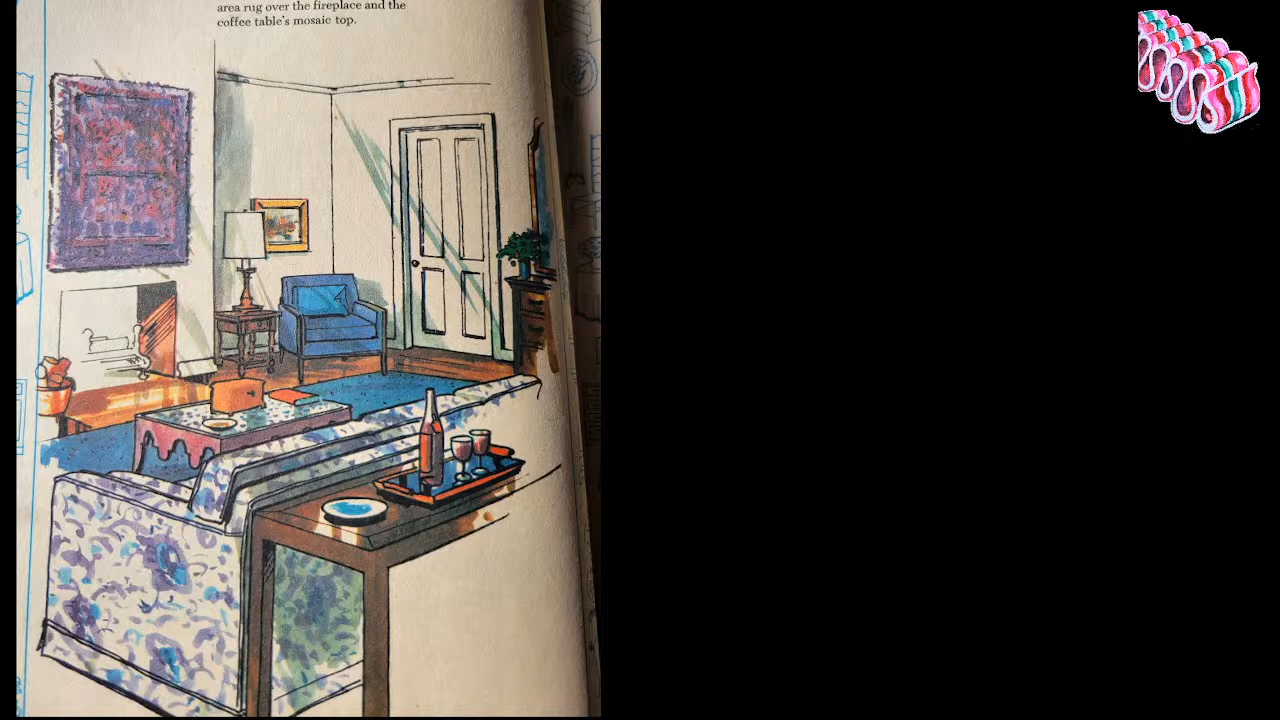 area rug over the fireplace and the
coffee table's mosaic top.